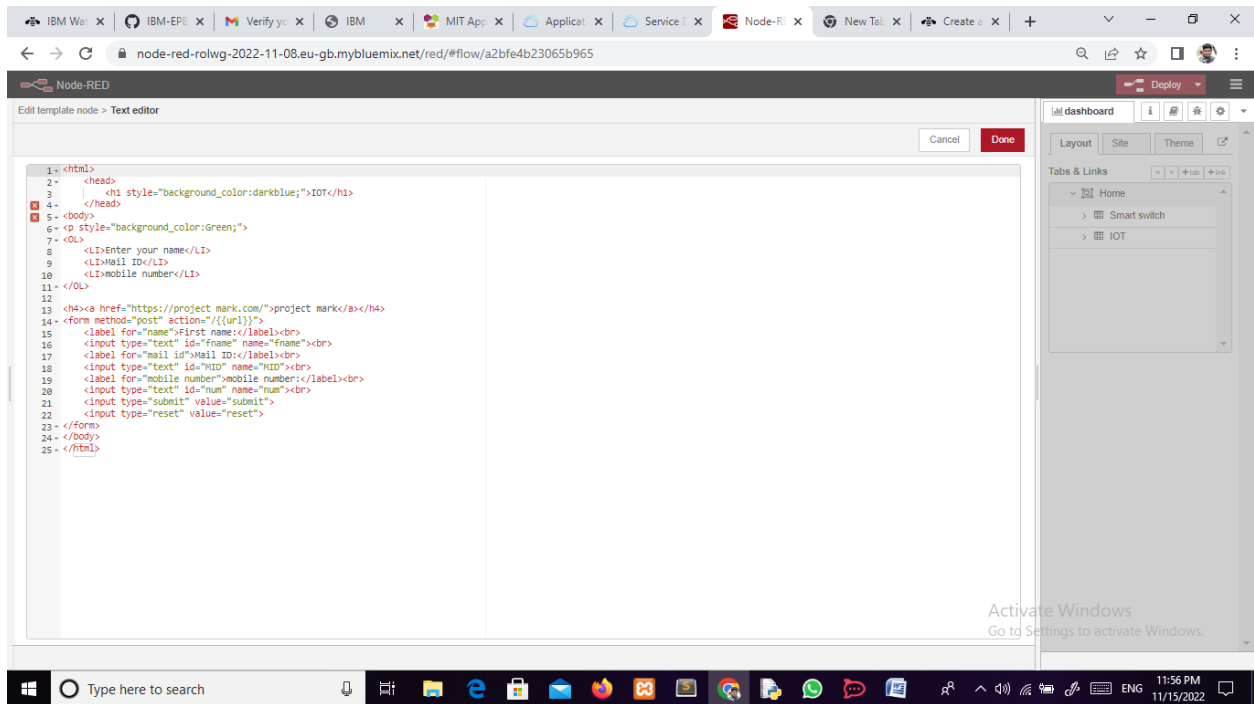 IBM Wat
IBM-EPB
Verify yo
IBM
MIT App
Applicat
Service
Node-RE
New Tab
Create a
node-red-rolwg-2022-11-08.eu-gb.mybluemix.net/red/#flow/a2bfe4b23065b965
Node-RED
Deploy
Edit template node > Text editor
dashboard
i
Cancel
Done
Layout
Site
Theme
Tabs & Links
+tab
+link
Home
Smart switch
IOT
1 <html>
2 <head>
3 <h1 style="background_color:darkblue;">IOT</h1>
4 </head>
5 <body>
6 <p style="background_color:Green;">
7 <OL>
8 <LI>Enter your name</LI>
9 <LI>Mail ID</LI>
10 <LI>mobile number</LI>
11 </OL>
12
13 <h4><a href="https://project mark.com/">project mark</a></h4>
14 <form method="post" action="/{{url}}">
15 <label for="name">First name:</label><br>
16 <input type="text" id="fname" name="fname"><br>
17 <label for="mail id">Mail ID:</label><br>
18 <input type="text" id="MID" name="MID"><br>
19 <label for="mobile number">mobile number:</label><br>
20 <input type="text" id="num" name="num"><br>
21 <input type="submit" value="submit">
22 <input type="reset" value="reset">
23 </form>
24 </body>
25 </html>
Activate Windows
Go to Settings to activate Windows.
Type here to search
ENG
11:56 PM
11/15/2022